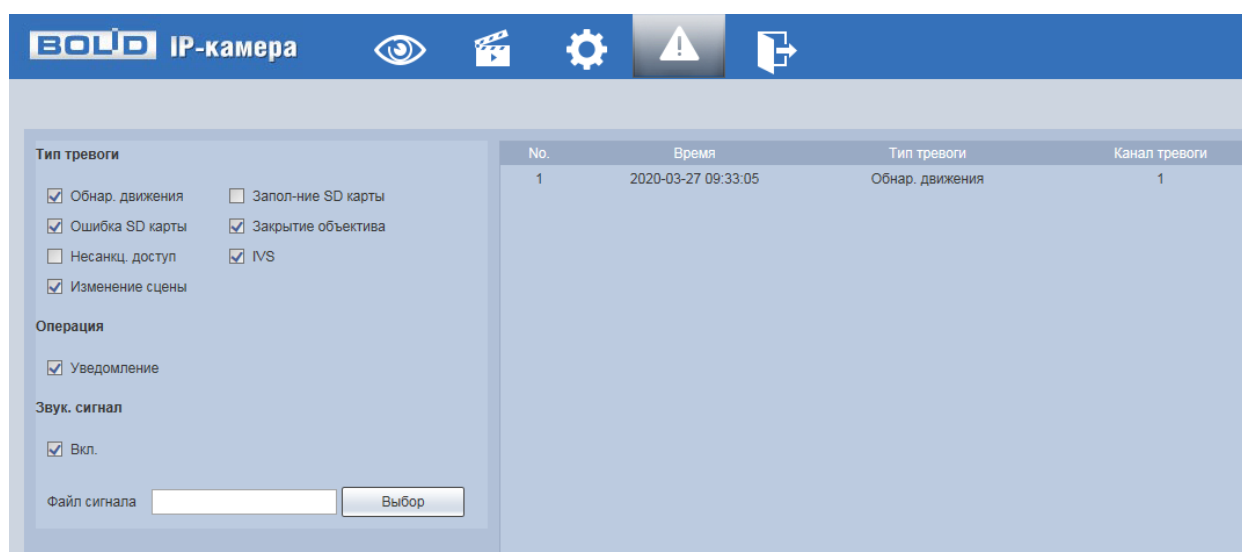 BOLID IP-камера
Тип тревоги
Обнар. движения Запол-ние SD карты
Ошибка SD карты Закрытие объектива
Несанкц. доступ IVS
Изменение сцены
Операция
Уведомление
Звук. сигнал
Вкл.
Файл сигнала Выбор
No. Время Тип тревоги Канал тревоги
1 2020-03-27 09:33:05 Обнар. движения 1